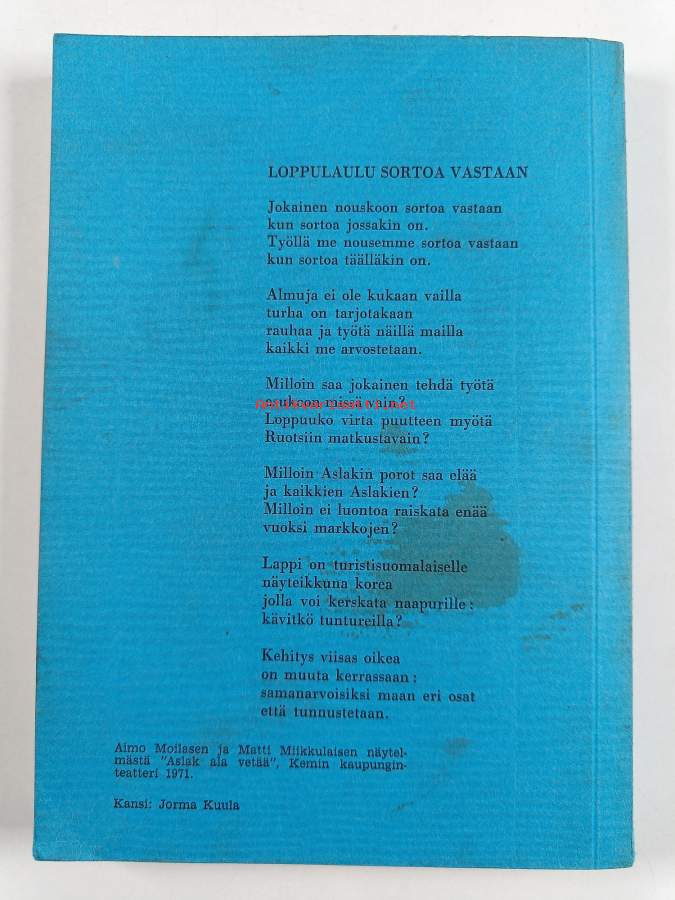 LOPPULAULU SORTOA VASTAAN
Jokainen nouskoon sortoa vastaan
kun sortoa jossakin on.
Työllä me nousemme sortoa vastaan
kun sortoa täälläkin on.
Almuja ei ole kukaan vailla
turha on tarjotakaan
rauhaa ja työtä näillä mailla
kaikki me arvostetaan.
Milloin saa jokainen tehdä työtä
asukoon missä vain?
Loppuuko virta puutteen myötä
Ruotsiin matkustavain?
Milloin Aslakin porot saa elää
ja kaikkien Aslakien?
Milloin ei luontoa raiskata enää
vuoksi markkojen?
Lappi on turistisuomalaiselle
näyteikkuna korea
jolla voi kerskata naapurille:
kävitkö tuntureilla?
Kehitys viisas oikea
on muuta kerrassaan:
samanarvoisiksi maan eri osat
että tunnustetaan.
Aimo Moilasen ja Matti Miikkulaisen näytel-
mästä "Aslak ala vetää", Kemin kaupungin-
teatteri 1971.
Kansi: Jorma Kuula